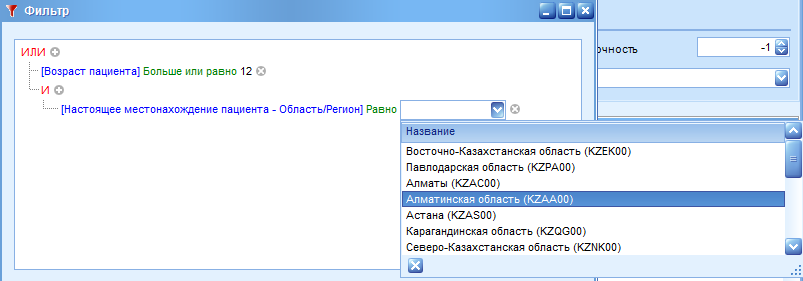 Фильтр
ИЛИ
[Возраст пациента] Больше или равно 12
И
[Настоящее местонахождение пациента - Область/Регион] Равно
очность
-1
Название
Восточно-Казахстанская область (KZEK00)
Павлодарская область (KZPA00)
Алматы (KZAC00)
Алматинская область (KZAA00)
Астана (KZAS00)
Карагандинская область (KZQG00)
Северо-Казахстанская область (KZNK00)